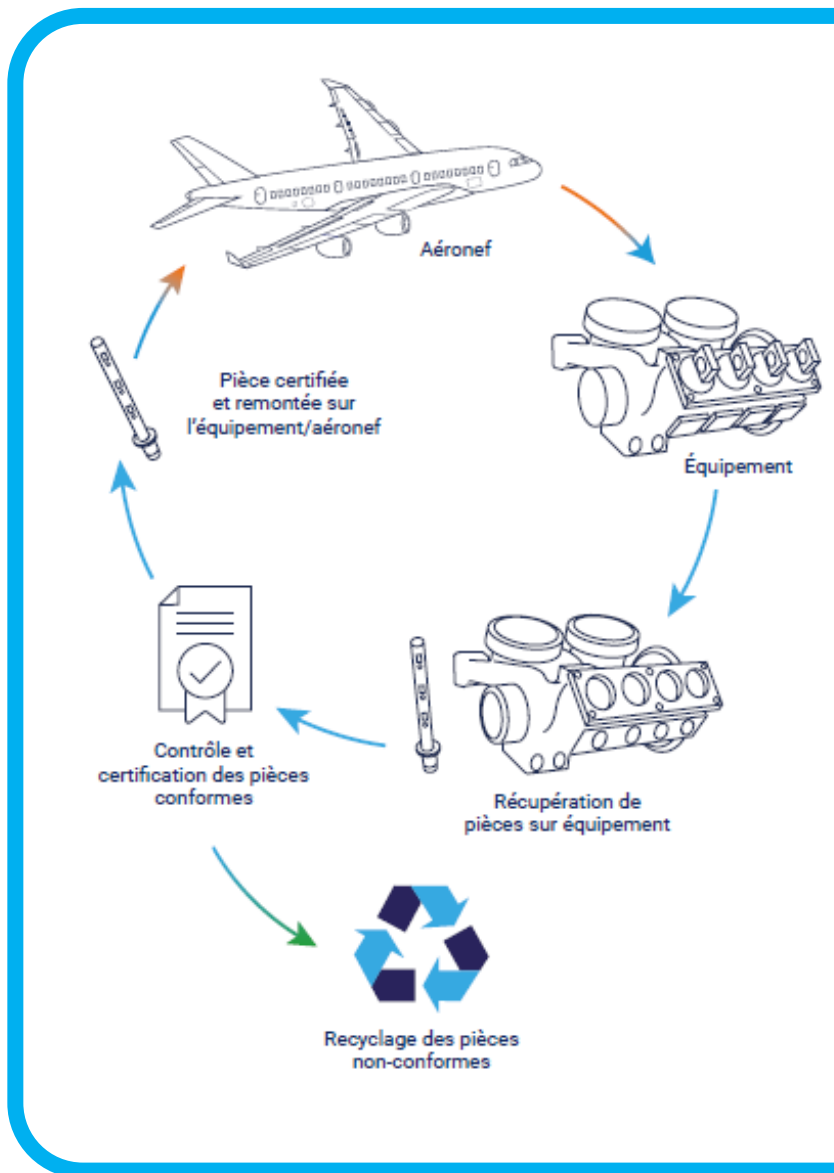 Aéronef
Pièce certifiée
et remontée sur
l'équipement/aéronef
Équipement
Contrôle et
certification des pièces
conformes
Récupération de
pièces sur équipement
Recyclage des pièces
non-conformes